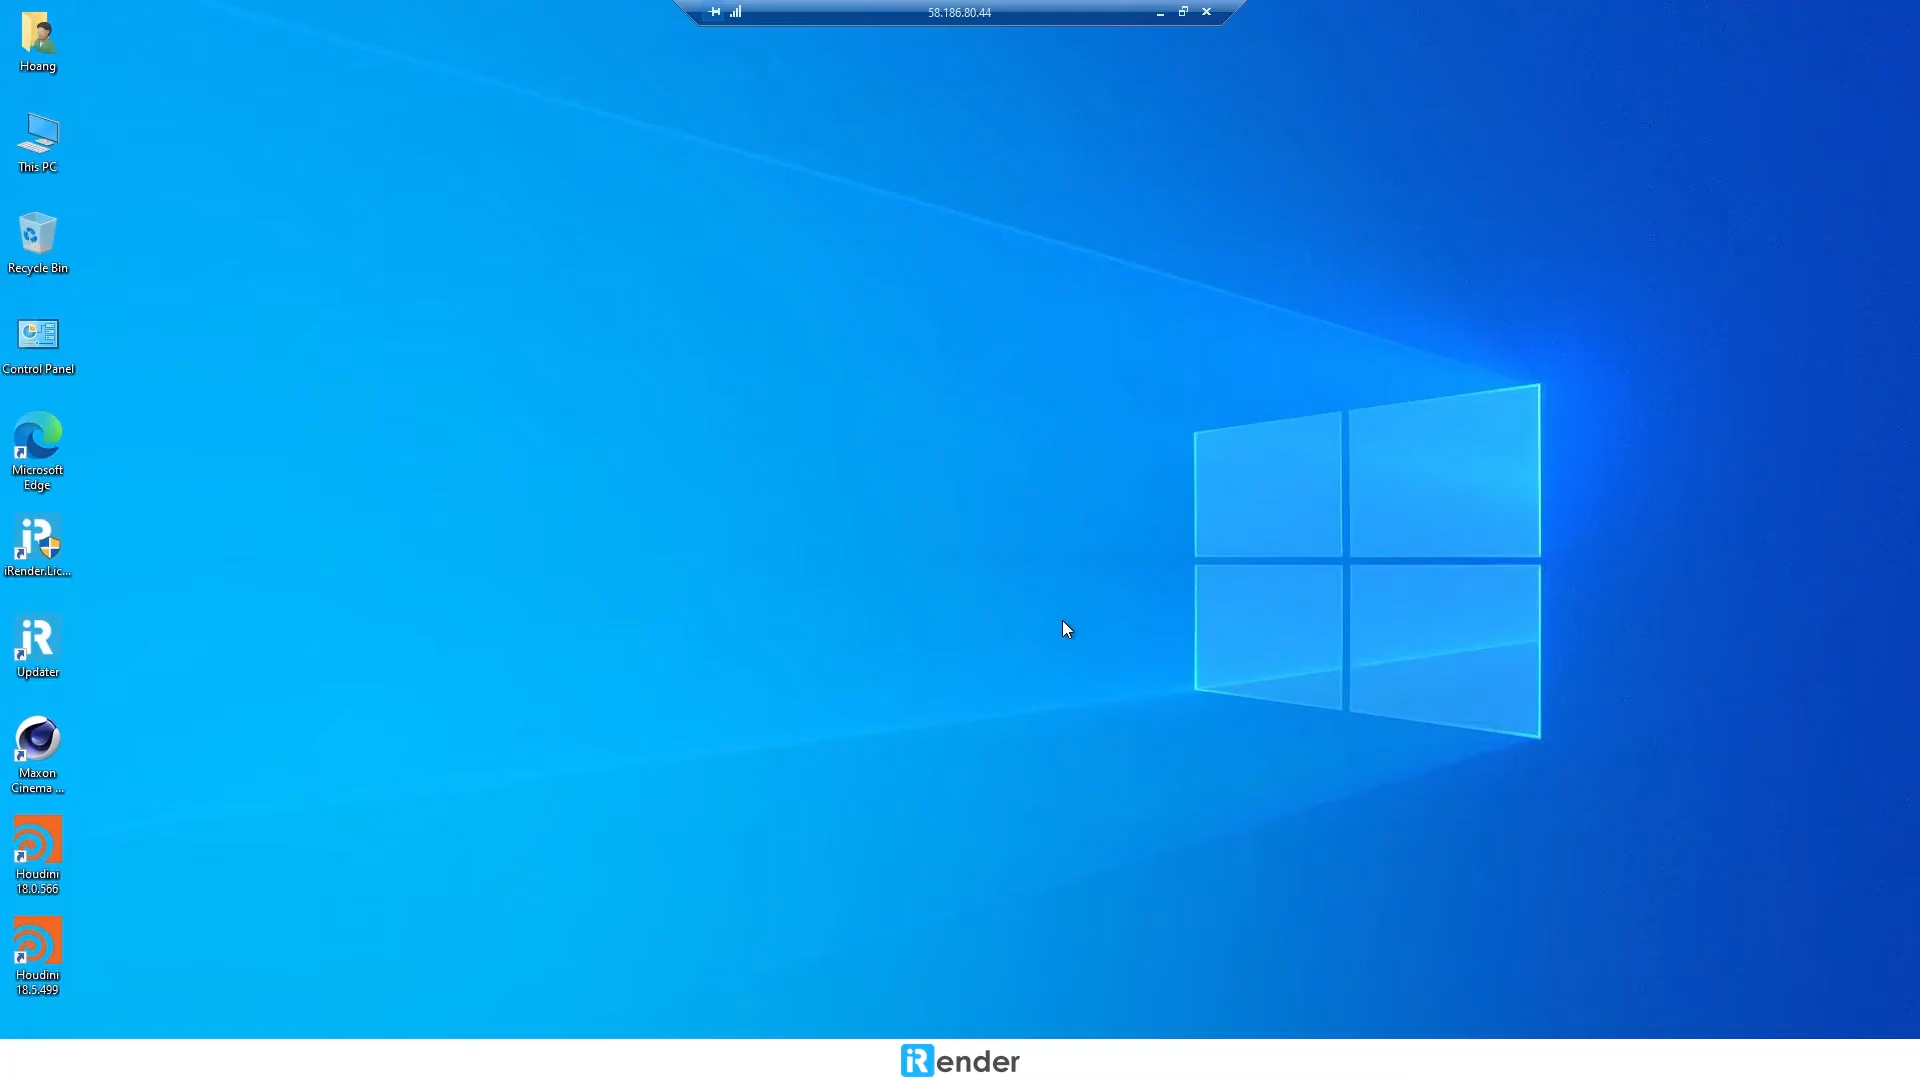 58.186.80.44
Hoang
This PC
Recycle Bin
Control Panel
Microsoft
Edge
iRender.Lic...
Updater
Maxon
Cinema ...
Houdini
18.0.566
Houdini
18.5.499
iRender